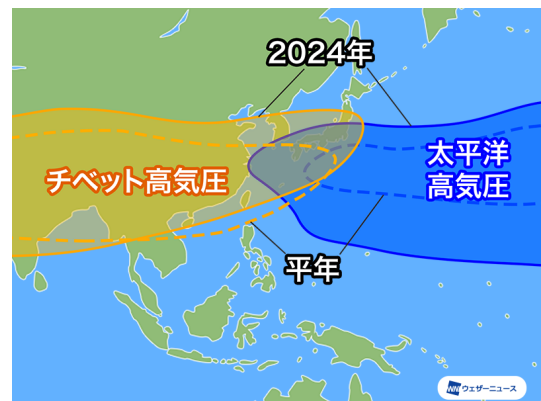 2024年
チベット高気圧
太平洋
高気圧
平年
WN ウェザーニュース